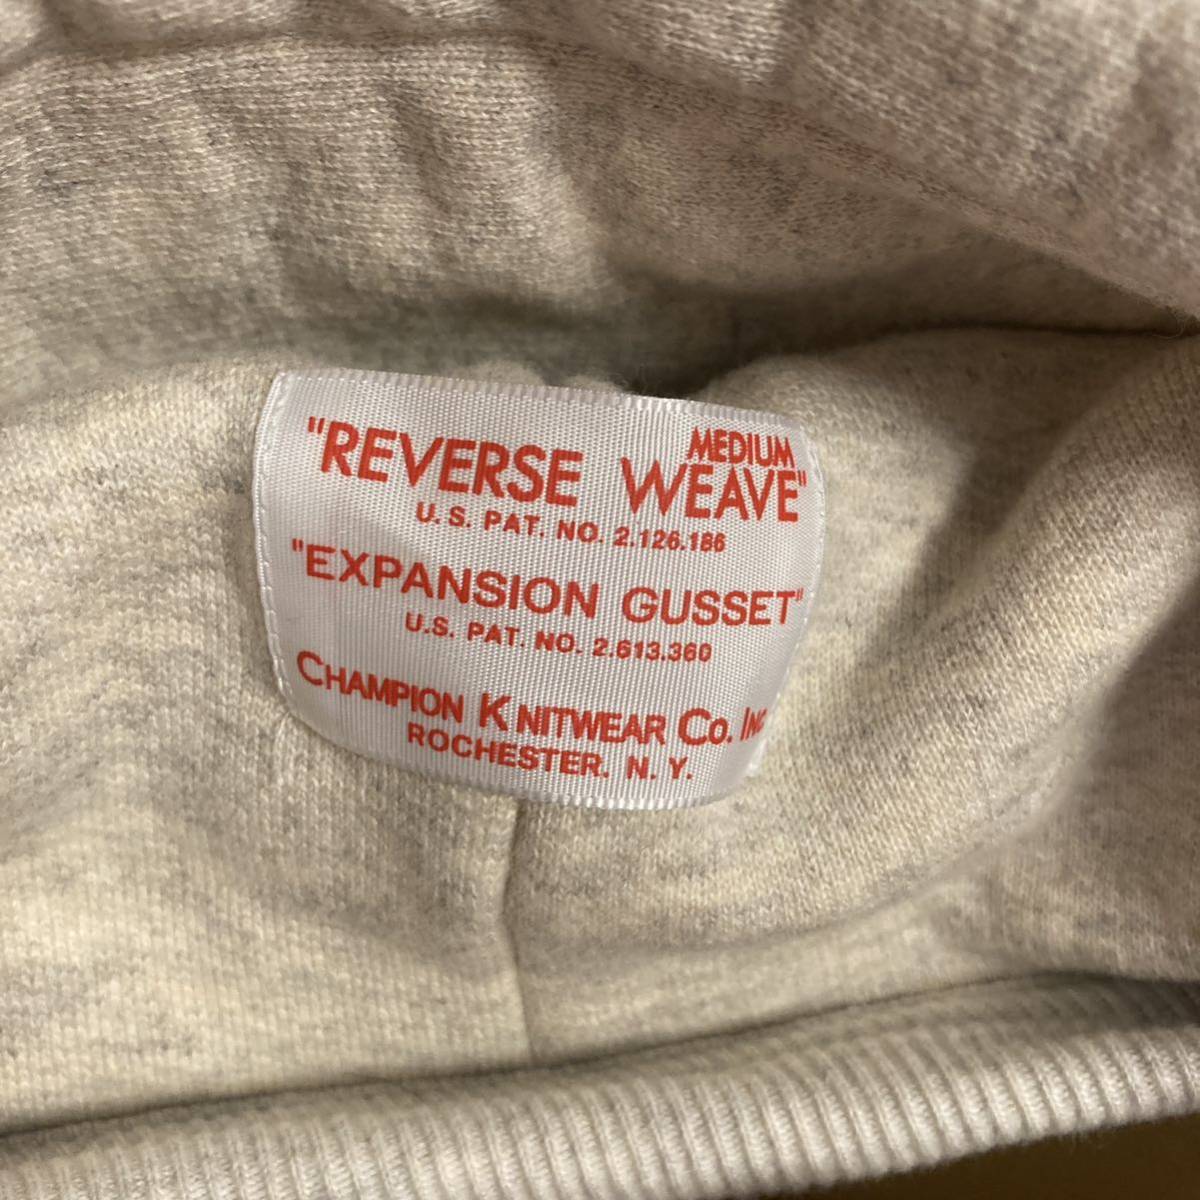 MEDIUM
"REVERSE WEAVE"
U.S. PAT. NO. 2.126.186
"EXPANSION GUSSET"
U.S. PAT. NO. 2.613.360
CHAMPION KNITWEAR CO. INC
ROCHESTER. N. Y.